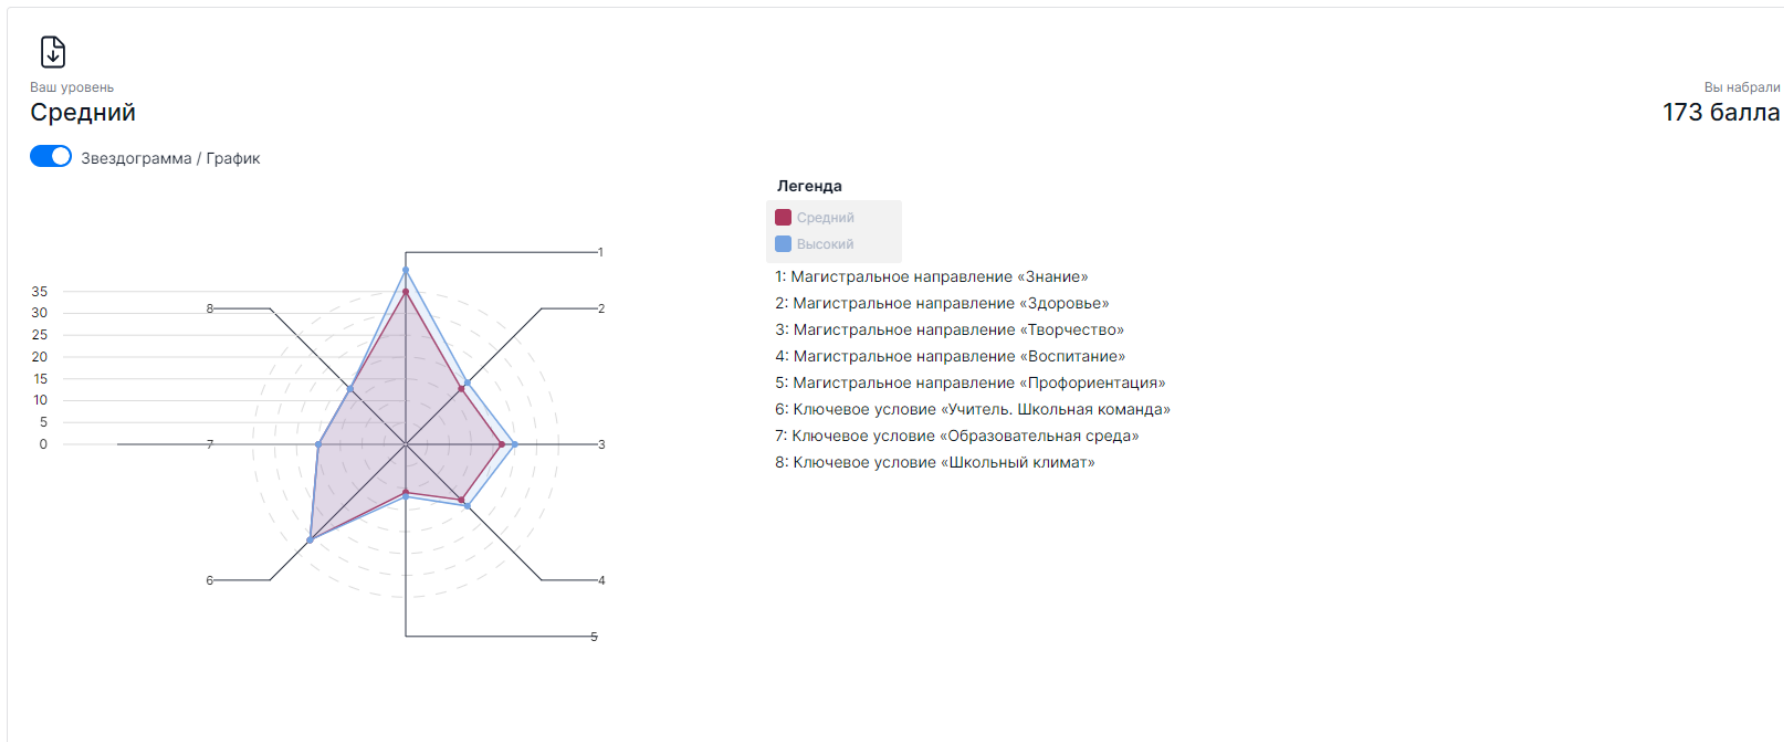 Ваш уровень
Средний
Вы набрали
173 балла
Звездограмма / График
Легенда
Средний
Высокий
1: Магистральное направление «Знание»
2: Магистральное направление «Здоровье»
3: Магистральное направление «Творчество»
4: Магистральное направление «Воспитание»
5: Магистральное направление «Профориентация»
6: Ключевое условие «Учитель. Школьная команда»
7: Ключевое условие «Образовательная среда»
8: Ключевое условие «Школьный климат»
35
30
25
20
15
10
5
0
1
2
3
4
5
6
7
8